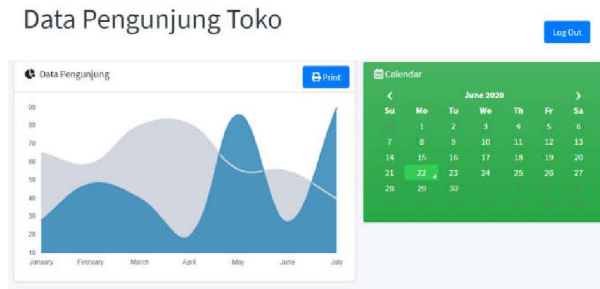 Data Pengunjung Toko
Log Out
Data Pengunjung
Print
90
80
70
60
50
40
30
20
10
January February March April May June July
Calendar
June 2020
Su Mo Tu We Th Fr Sa
1 2 3 4 5 6
7 8 9 10 11 12 13
14 15 16 17 18 19 20
21 22 23 24 25 26 27
28 29 30